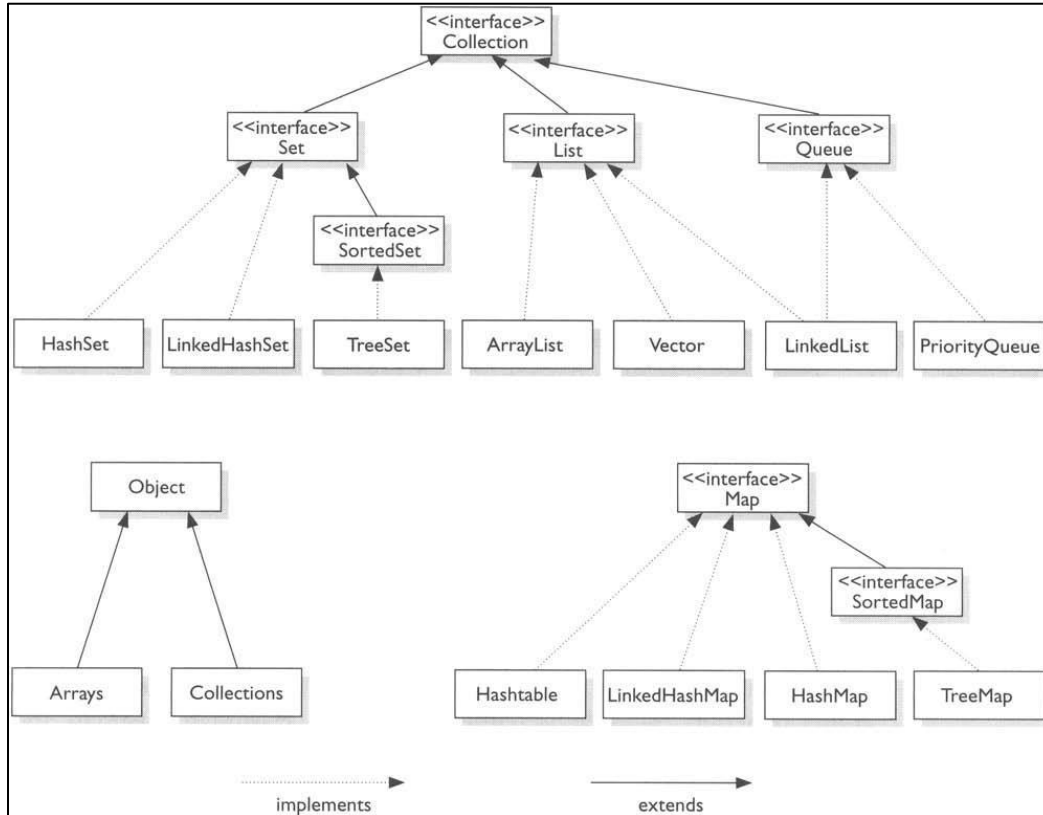 <<interface>>
Collection
<<interface>>
Set
<<interface>>
List
<<interface>>
Queue
<<interface>>
SortedSet
HashSet
LinkedHashSet
TreeSet
ArrayList
Vector
LinkedList
PriorityQueue
Object
<<interface>>
Map
<<interface>>
SortedMap
Arrays
Collections
Hashtable
LinkedHashMap
HashMap
TreeMap
implements
extends